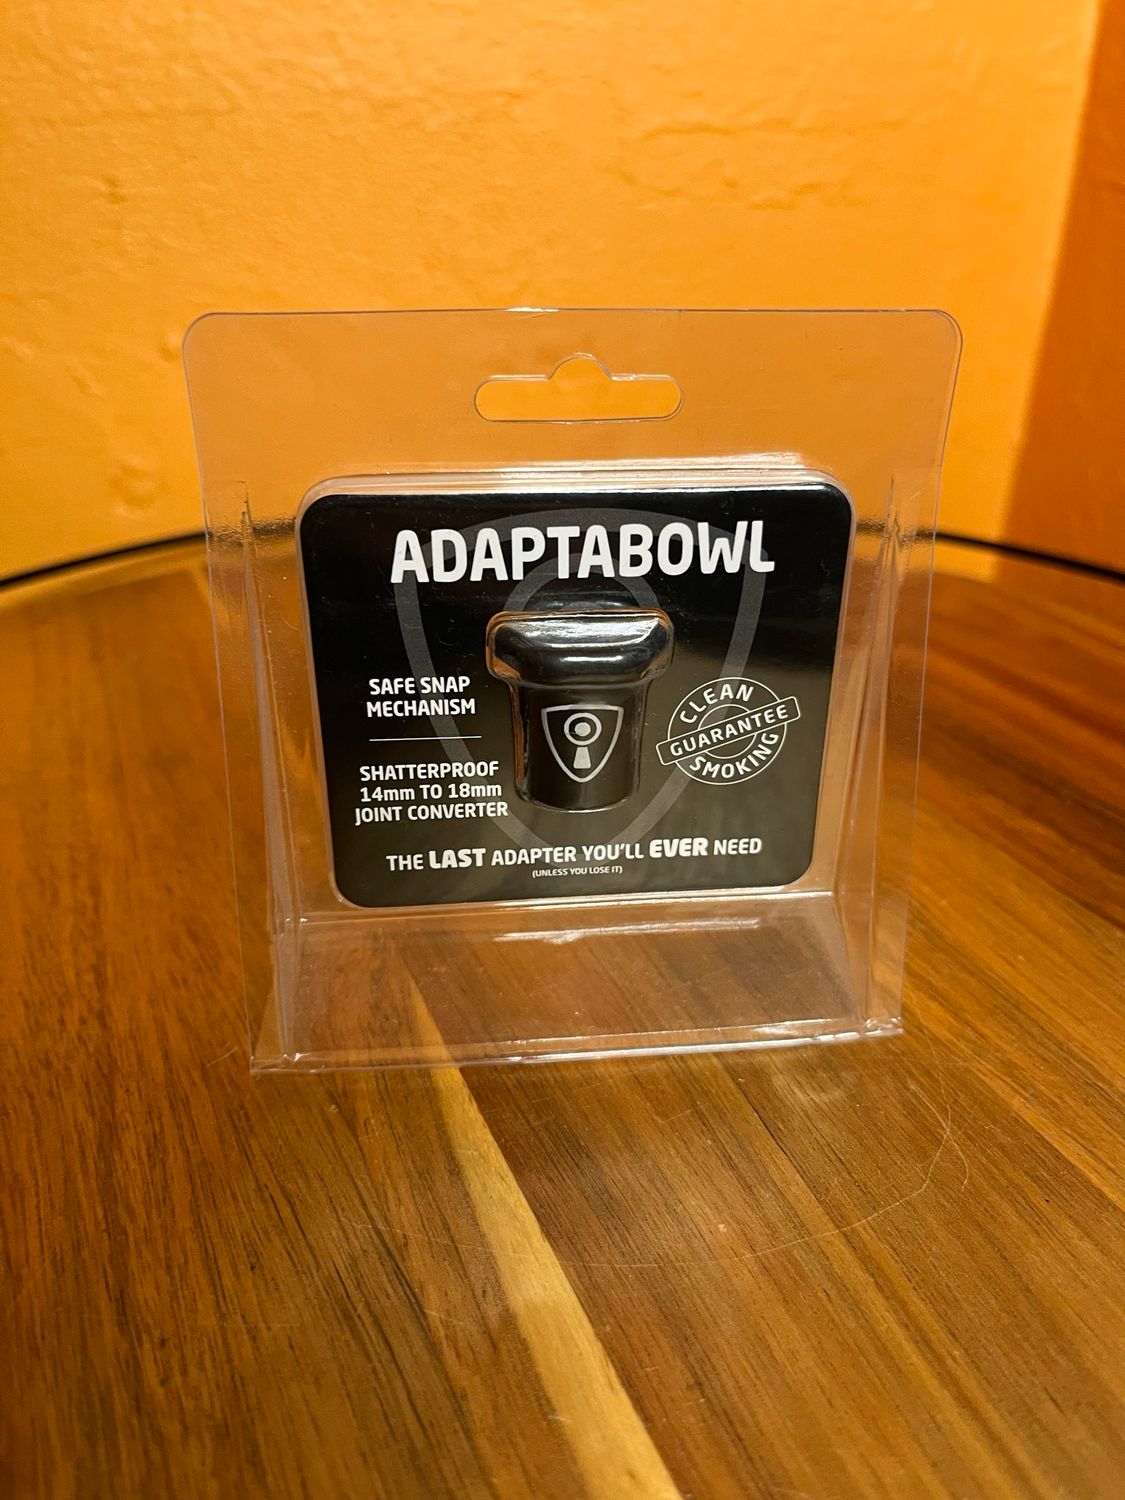 ADAPTABOWL
SAFE SNAP
MECHANISM
SHATTERPROOF
14mm TO 18mm
JOINT CONVERTER
CLEAN
GUARANTEE
SMOKING
THE LAST ADAPTER YOU'LL EVER NEED
(UNLESS YOU LOSE IT)